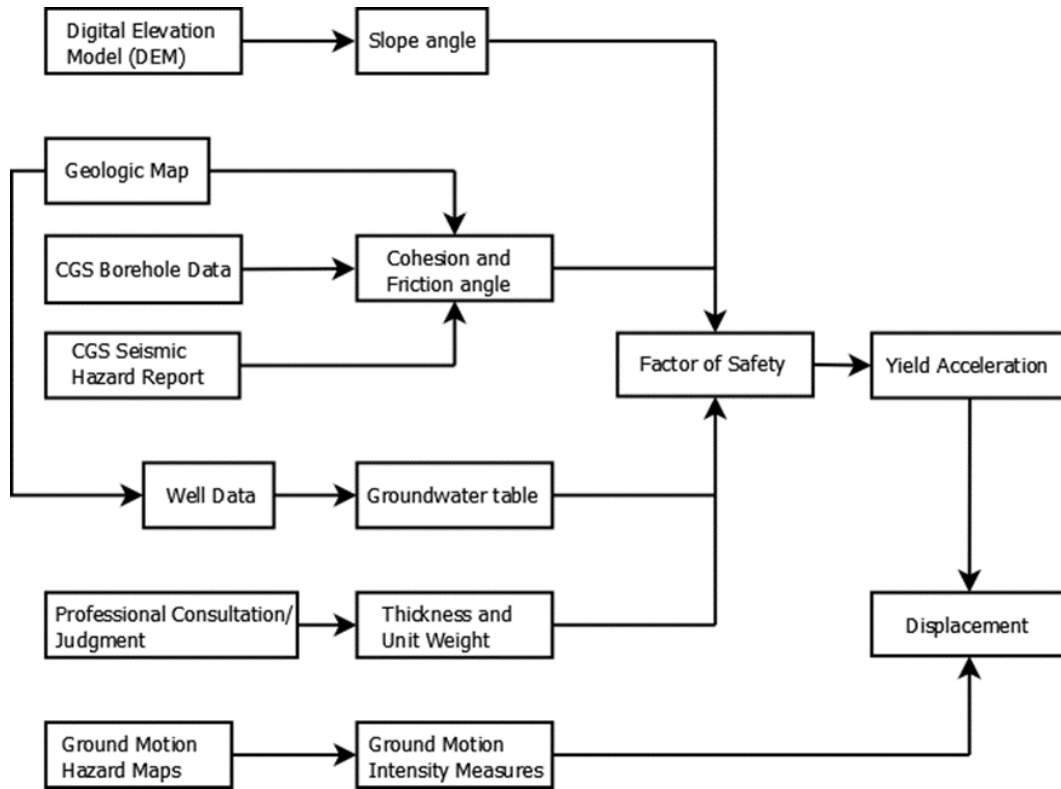 Digital Elevation
Model (DEM)
Slope angle
Geologic Map
CGS Borehole Data
Cohesion and
Friction angle
CGS Seismic
Hazard Report
Factor of Safety
Yield Acceleration
Well Data
Groundwater table
Professional Consultation/
Judgment
Thickness and
Unit Weight
Displacement
Ground Motion
Hazard Maps
Ground Motion
Intensity Measures